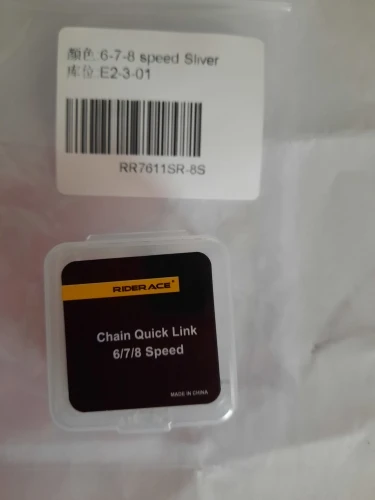 顏色:6-7-8 speed Sliver
库位:E2-3-01
RR7611SR-8S
RIDERACE®
Chain Quick Link
6/7/8 Speed
MADE IN CHINA